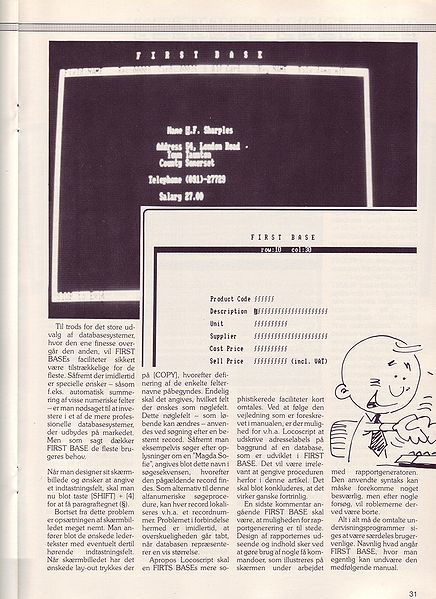 FIRST BASE
Name H.F. Sharples
Address 54, London Road
Town Taunton
County Somerset
Telephone (091)-27729
Salary 27.00
FIRST BASE
row:10 col:30
Product Code ffffff
Description
Unit
Supplier
Cost Price
Sell Price (incl. VAT)
Til trods for det store ud-
valg af databasesystemer,
hvor den ene finesse over-
går den anden, vil FIRST
BASEs faciliteter sikkert
være tilstrækkelige for de
fleste. Såfremt der imidlertid
er specielle ønsker – såsom
f.eks. automatisk summe-
ring af visse numeriske felter
– er man nødsaget til at inve-
stere i et af de mere profes-
sionelle databasesystemer,
der udbydes på markedet.
Men som sagt dækker
FIRST BASE de fleste bru-
geres behov.
Når man designer sit skærm-
billede og ønsker at angive
et indtastningsfelt, skal man
nu blot taste [SHIFT] + [4]
for at få paragraftegnet (§).
Bortset fra dette problem
er opsætningen af skærmbil-
ledet meget nemt. Man an-
fører blot de ønskede leder-
tekster med eventuelt dertil
hørende indtastningsfelt.
Når skærmbilledet har det
ønskede lay-out trykkes der
på [COPY], hvorefter defi-
nering af de enkelte felter-
navnene påbegyndes. Endelig
skal det angives, hvilket felt
der ønskes som nøglefelt.
Dette nøglefelt – som lø-
bende kan ændres – anven-
des ved søgning efter en be-
stemt record. Såfremt man
eksempelvis søger efter op-
lysninger om en "Magda So-
fie", angives blot dette navn i
søgesekvensen, hvorefter
den pågældende record fin-
des. Som alternativ til denne
alfanumeriske søgeproce-
dure, kan hver record lokali-
seres v.h.a. et recordnum-
mer. Problemet i forbindelse
hermed er imidlertid, at
overskueligheden går tabt,
når databasen repræsente-
rer en vis størrelse.
Apropos Locoscript skal
en FIRTS BASEs mere so-
phistikerede faciliteter kort
omtales. Ved at følge den
vejledning som er foreskre-
vet i manualen, er der mulig-
hed for v.h.a. Locoscript at
udskrive adresselabels på
baggrund af en database,
som er udviklet i FIRST
BASE. Det vil være irrele-
vant at gengive proceduren
herfor i denne artikel. Det
skal blot konkluderes, at det
virker ganske fortrinlig.
En sidste kommentar an-
gående FIRST BASE skal
være, at muligheden for rap-
portgenerering er til stede.
Design af rapporternes ud-
seende og indhold sker ved
at gøre brug af nogle få kom-
mandoer, som illustreres på
skærmen under arbejdet
med rapportgeneratoren.
Den anvendte syntaks kan
måske forekomme noget
besværlig, men efter nogle
forsøg, vil problemerne der-
ved være borte.
Alt i alt må de omtalte un-
dervisningsprogrammer si-
ges at være særdeles bruger-
venlige. Navnlig hvad angår
FIRST BASE, hvor man
egentlig kan undvære den
medfølgende manual.
31